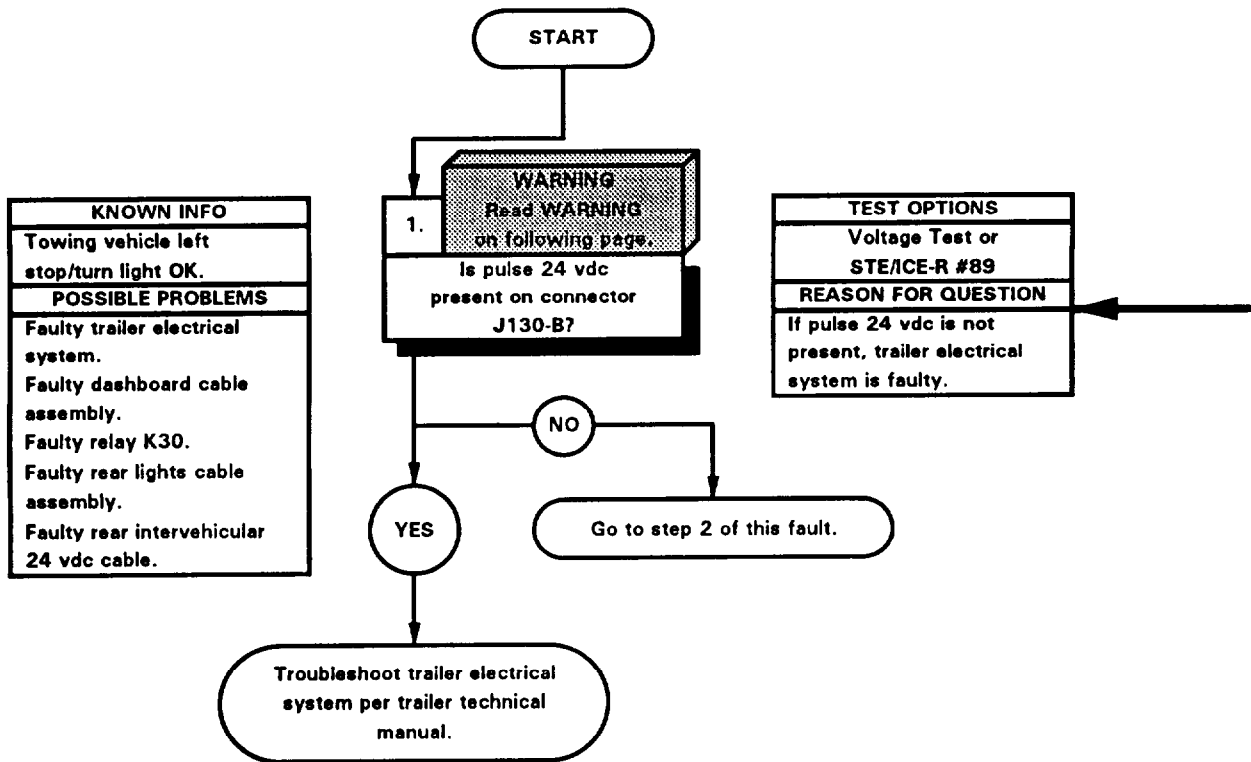 START
KNOWN INFO
Towing vehicle left
stop/turn light OK.
POSSIBLE PROBLEMS
Faulty trailer electrical
system.
Faulty dashboard cable
assembly.
Faulty relay K30.
Faulty rear lights cable
assembly.
Faulty rear intervehicular
24 vdc cable.
1.
WARNING
Read WARNING
on following page.
Is pulse 24 vdc
present on connector
J130-B?
TEST OPTIONS
Voltage Test or
STE/ICE-R #89
REASON FOR QUESTION
If pulse 24 vdc is not
present, trailer electrical
system is faulty.
NO
YES
Go to step 2 of this fault.
Troubleshoot trailer electrical
system per trailer technical
manual.